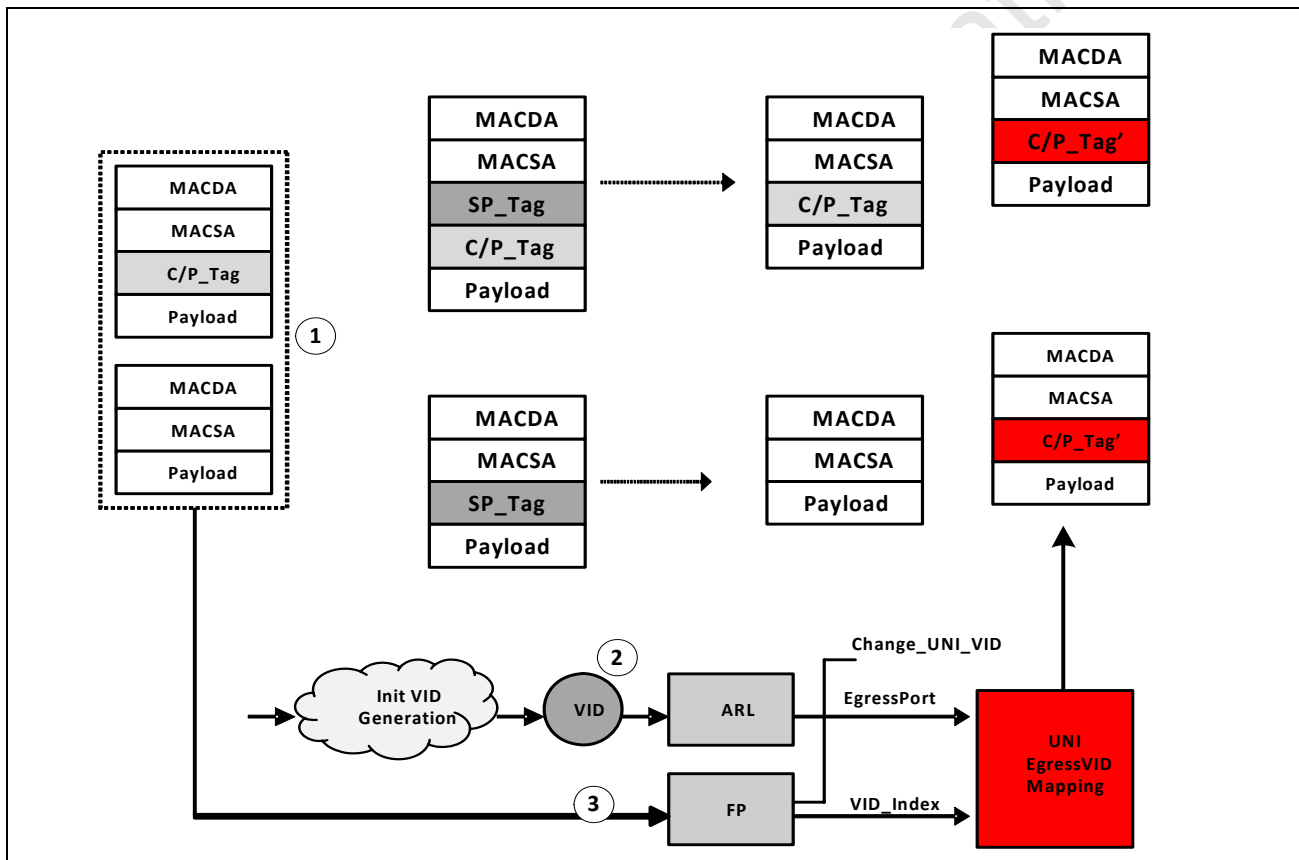 MACDA
MACSA
C/P_Tag
Payload
MACDA
MACSA
Payload
1
MACDA
MACSA
SP_Tag
C/P_Tag
Payload
MACDA
MACSA
C/P_Tag
Payload
MACDA
MACSA
C/P_Tag’
Payload
MACDA
MACSA
SP_Tag
Payload
MACDA
MACSA
Payload
MACDA
MACSA
C/P_Tag’
Payload
Init VID
Generation
2
VID
ARL
Change_UNI_VID
EgressPort
UNI
EgressVID
Mapping
3
FP
VID_Index